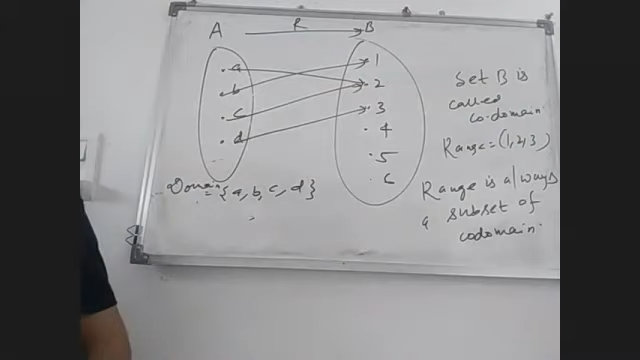 A R B
a
b
c
d
1
2
3
4
5
6
Domain = {a, b, c, d}
Set B is
called
co-domain.
Range = (1, 2, 3)
Range is always
a subset of
codomain.